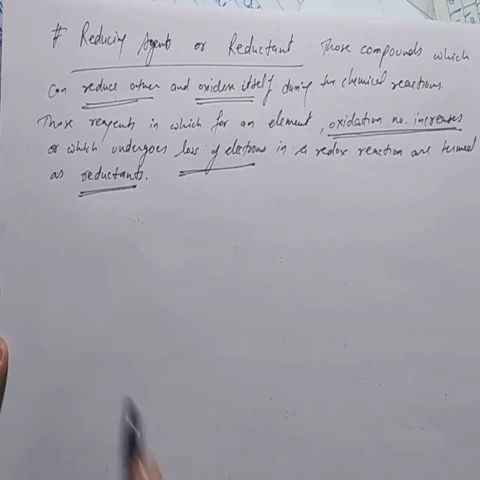 # Reducing Agent or Reductant Those compounds which
Can reduce other and oxidise itself during the chemical reactions.
Those reagents in which for an element, oxidation no. increases
or which undergoes loss of electrons in a redox reaction are termed
as reductants.